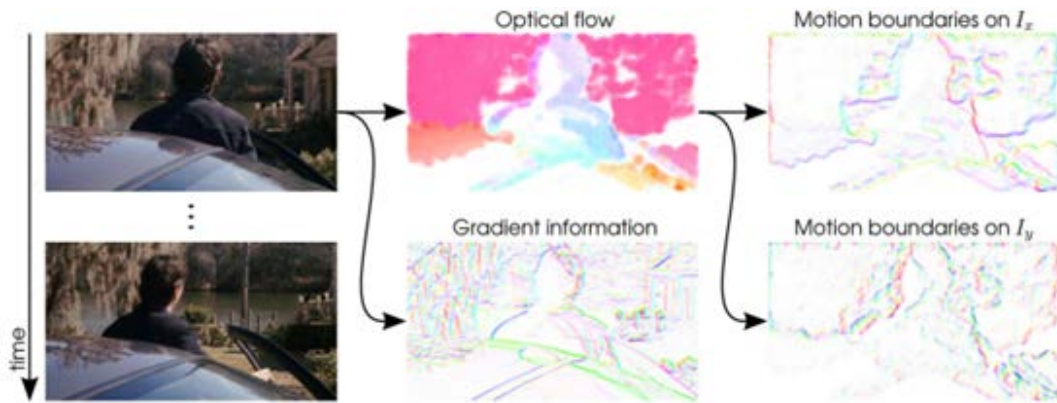 Optical flow
Motion boundaries on $I_x$
Gradient information
Motion boundaries on $I_y$
time